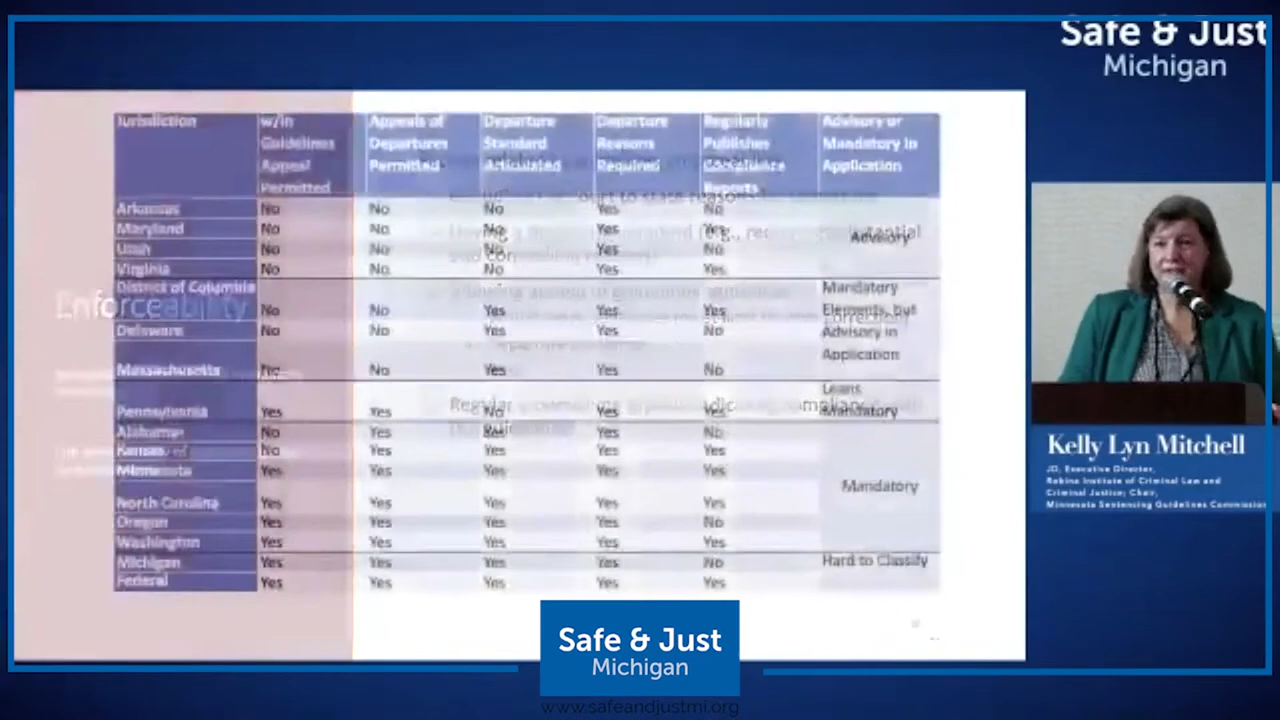 Safe & Just
Michigan
Jurisdiction w/in Guidelines Appeal Permitted Appeals of Departures Permitted Departure Standard Articulated Departure Reasons Required Regularly Publishes Compliance Reports Advisory or Mandatory in Application
Arkansas No No No Yes No
Maryland No No No Yes Yes
Advisory
Utah No No No Yes No
Virginia No No No Yes Yes
District of Columbia No No Yes Yes Yes
Mandatory Elements, but Advisory in Application
Delaware No No Yes Yes No
Massachusetts No No Yes Yes No
Pennsylvania Yes Yes No Yes Yes
Leans Mandatory
Alabama No Yes Yes Yes No
Kansas No Yes Yes Yes Yes
Minnesota Yes Yes Yes Yes Yes
Mandatory
North Carolina Yes Yes Yes Yes Yes
Oregon Yes Yes Yes Yes No
Washington Yes Yes Yes Yes Yes
Michigan Yes Yes Yes Yes No Hard to Classify
Federal Yes Yes Yes Yes Yes
Enforceability
court to state reasons
(e.g.,
Regular
Kelly Lyn Mitchell
JD, Executive Director,
Robina Institute of Criminal Law and
Criminal Justice; Chair,
Minnesota Sentencing Guidelines Commission
Safe & Just
Michigan
www.safeandjustmi.org